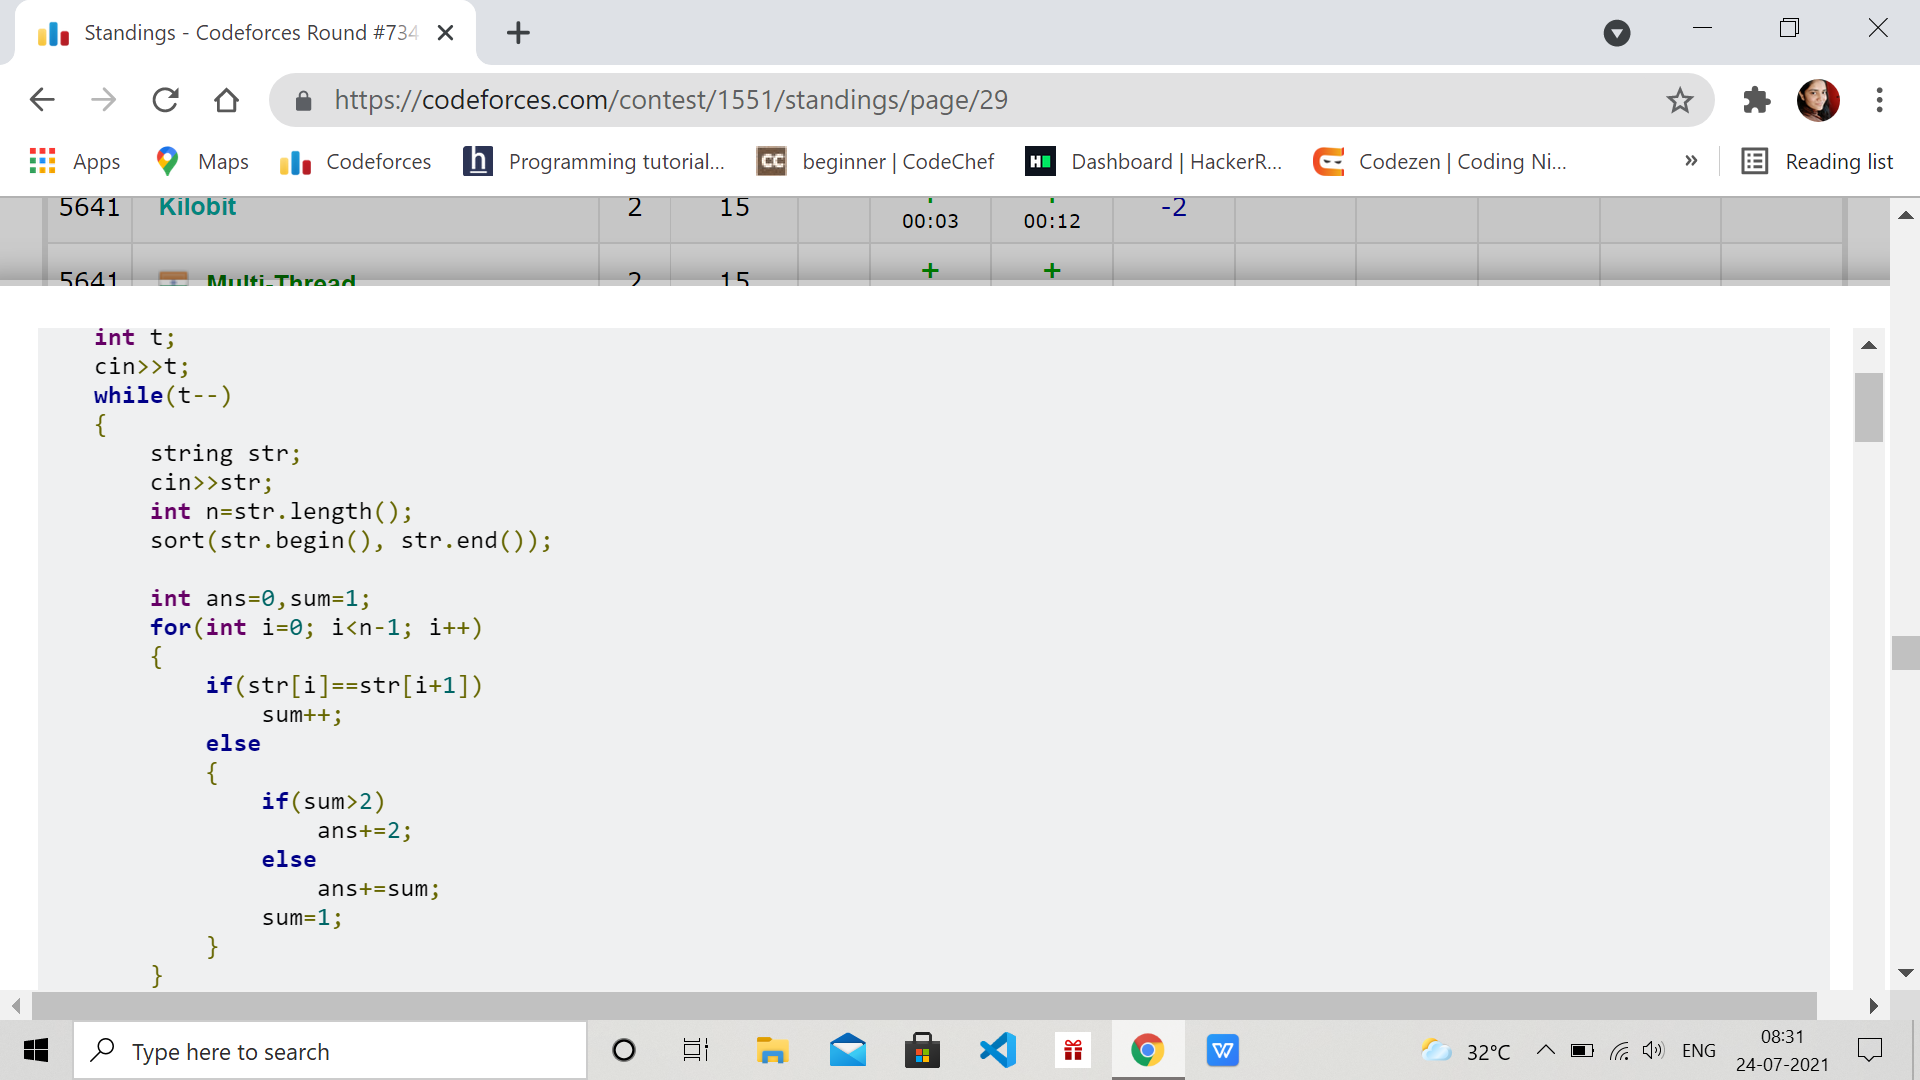 Standings - Codeforces Round #734
https://codeforces.com/contest/1551/standings/page/29
Apps Maps Codeforces Programming tutorial... beginner | CodeChef Dashboard | HackerR... Codezen | Coding Ni... » Reading list
5641 Kilobit 2 15 + 00:03 + 00:12 -2
5641 Multi-Thread 2 15 + +
int t;
cin>>t;
while(t--)
{
string str;
cin>>str;
int n=str.length();
sort(str.begin(), str.end());
int ans=0,sum=1;
for(int i=0; i<n-1; i++)
{
if(str[i]==str[i+1])
sum++;
else
{
if(sum>2)
ans+=2;
else
ans+=sum;
sum=1;
}
}
Type here to search
32°C
ENG
08:31
24-07-2021